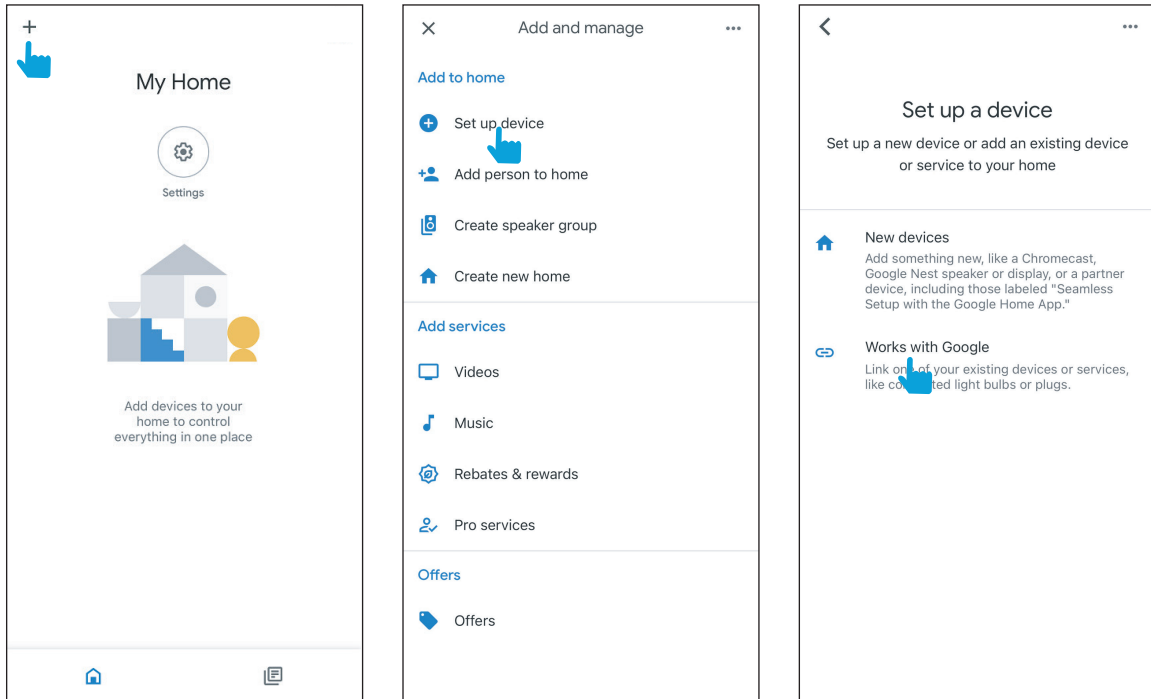 My Home
Settings
Add devices to your
home to control
everything in one place
Add and manage
Add to home
Set up device
Add person to home
Create speaker group
Create new home
Add services
Videos
Music
Rebates & rewards
Pro services
Offers
Offers
Set up a device
Set up a new device or add an existing device
or service to your home
New devices
Add something new, like a Chromecast,
Google Nest speaker or display, or a partner
device, including those labeled "Seamless
Setup with the Google Home App."
Works with Google
Link one of your existing devices or services,
like connected light bulbs or plugs.